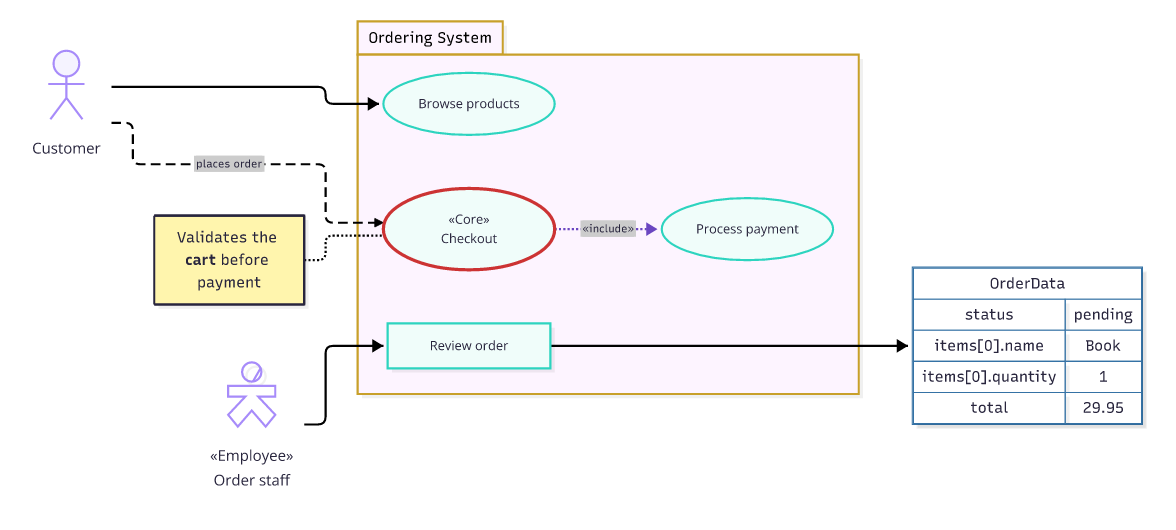 Ordering System
Browse products
Customer
places order
«Core»
Checkout
«include»
Process payment
Validates the
cart before
payment
OrderData
status pending
items[0].name Book
items[0].quantity 1
total 29.95
Review order
«Employee»
Order staff